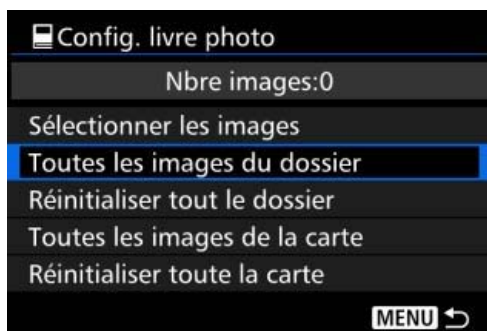 Config. livre photo
Nbre images:0
Sélectionner les images
Toutes les images du dossier
Réinitialiser tout le dossier
Toutes les images de la carte
Réinitialiser toute la carte
MENU